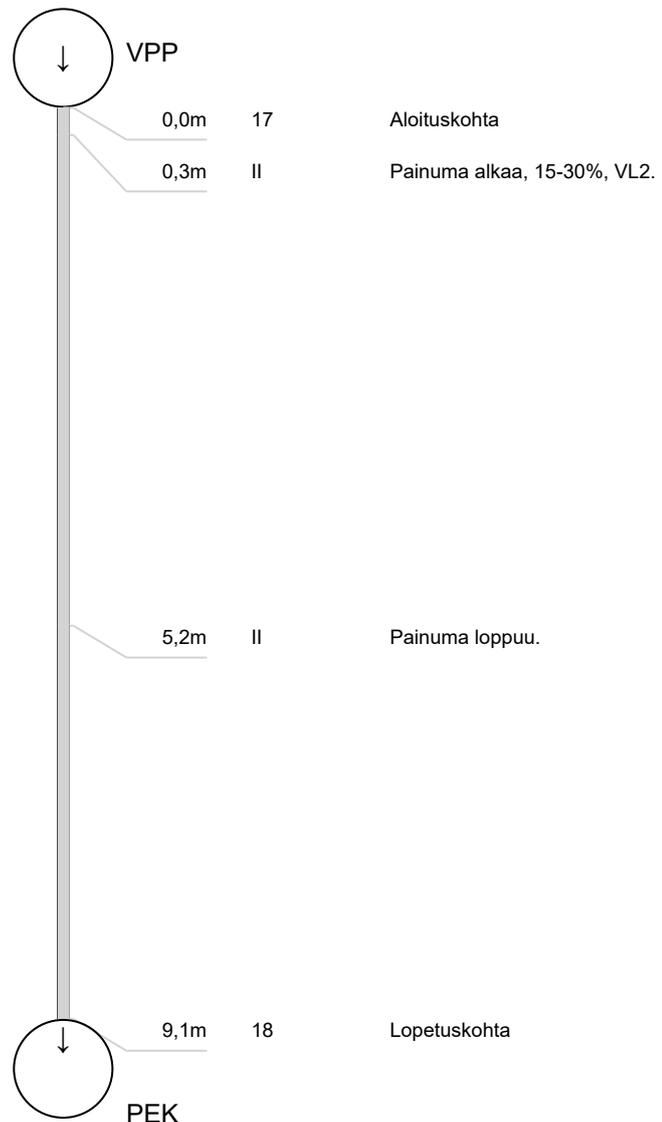 ↓ VPP
0,0m 17 Aloituskohta
0,3m II Painuma alkaa, 15-30%, VL2.
5,2m II Painuma loppuu.
9,1m 18 Lopetuskohta
↓
PEK